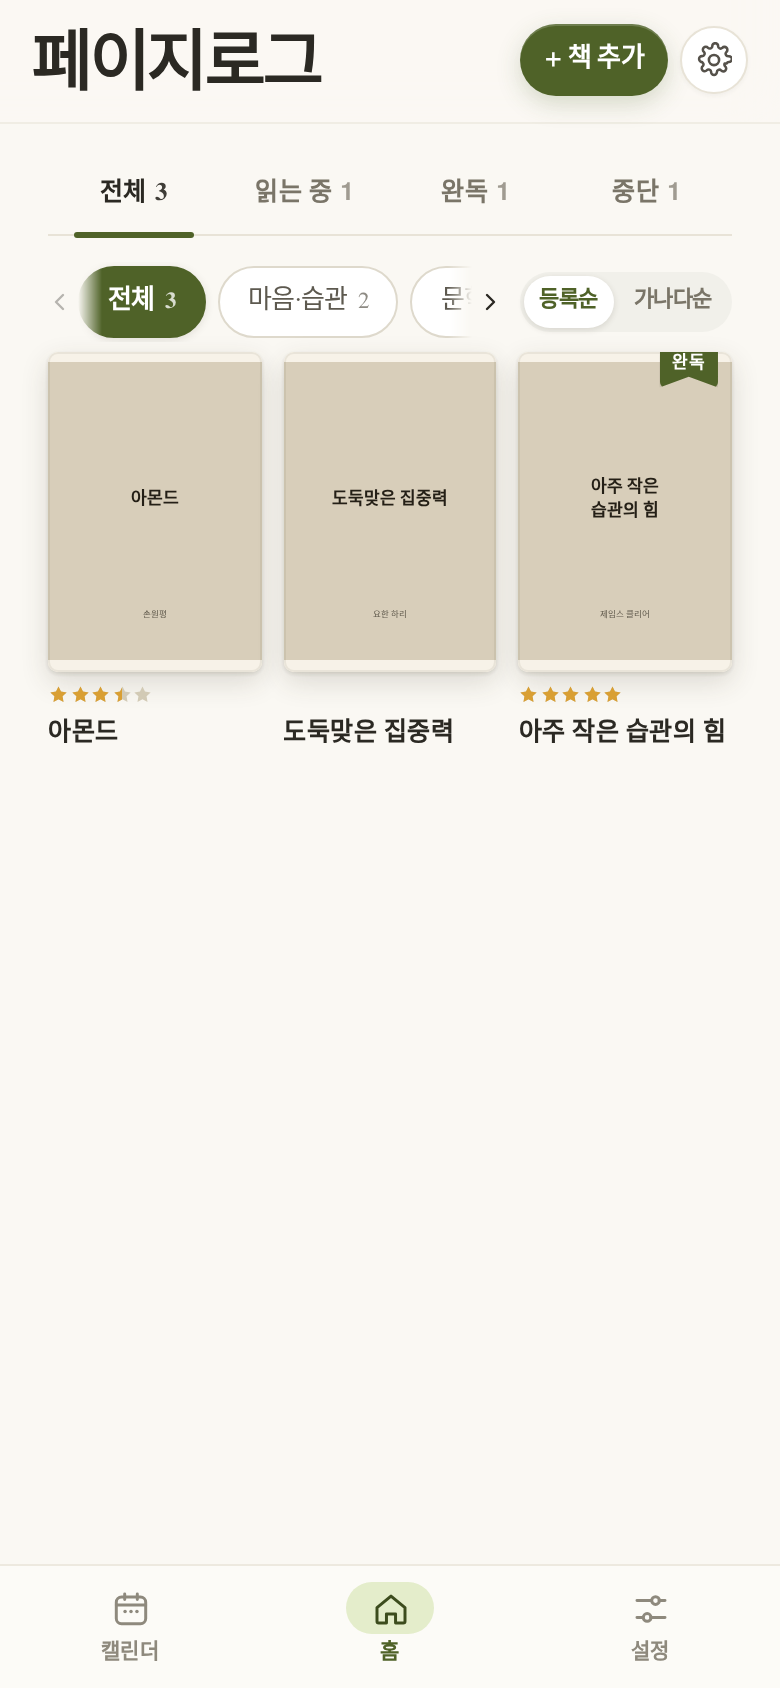 페이지로그
+ 책 추가
전체 3
읽는 중 1
완독 1
중단 1
전체 3
마음·습관 2
등록순
가나다순
아몬드
손원평
도둑맞은 집중력
요한 하리
완독
아주 작은
습관의 힘
제임스 클리어
아몬드
도둑맞은 집중력
아주 작은 습관의 힘
캘린더
홈
설정